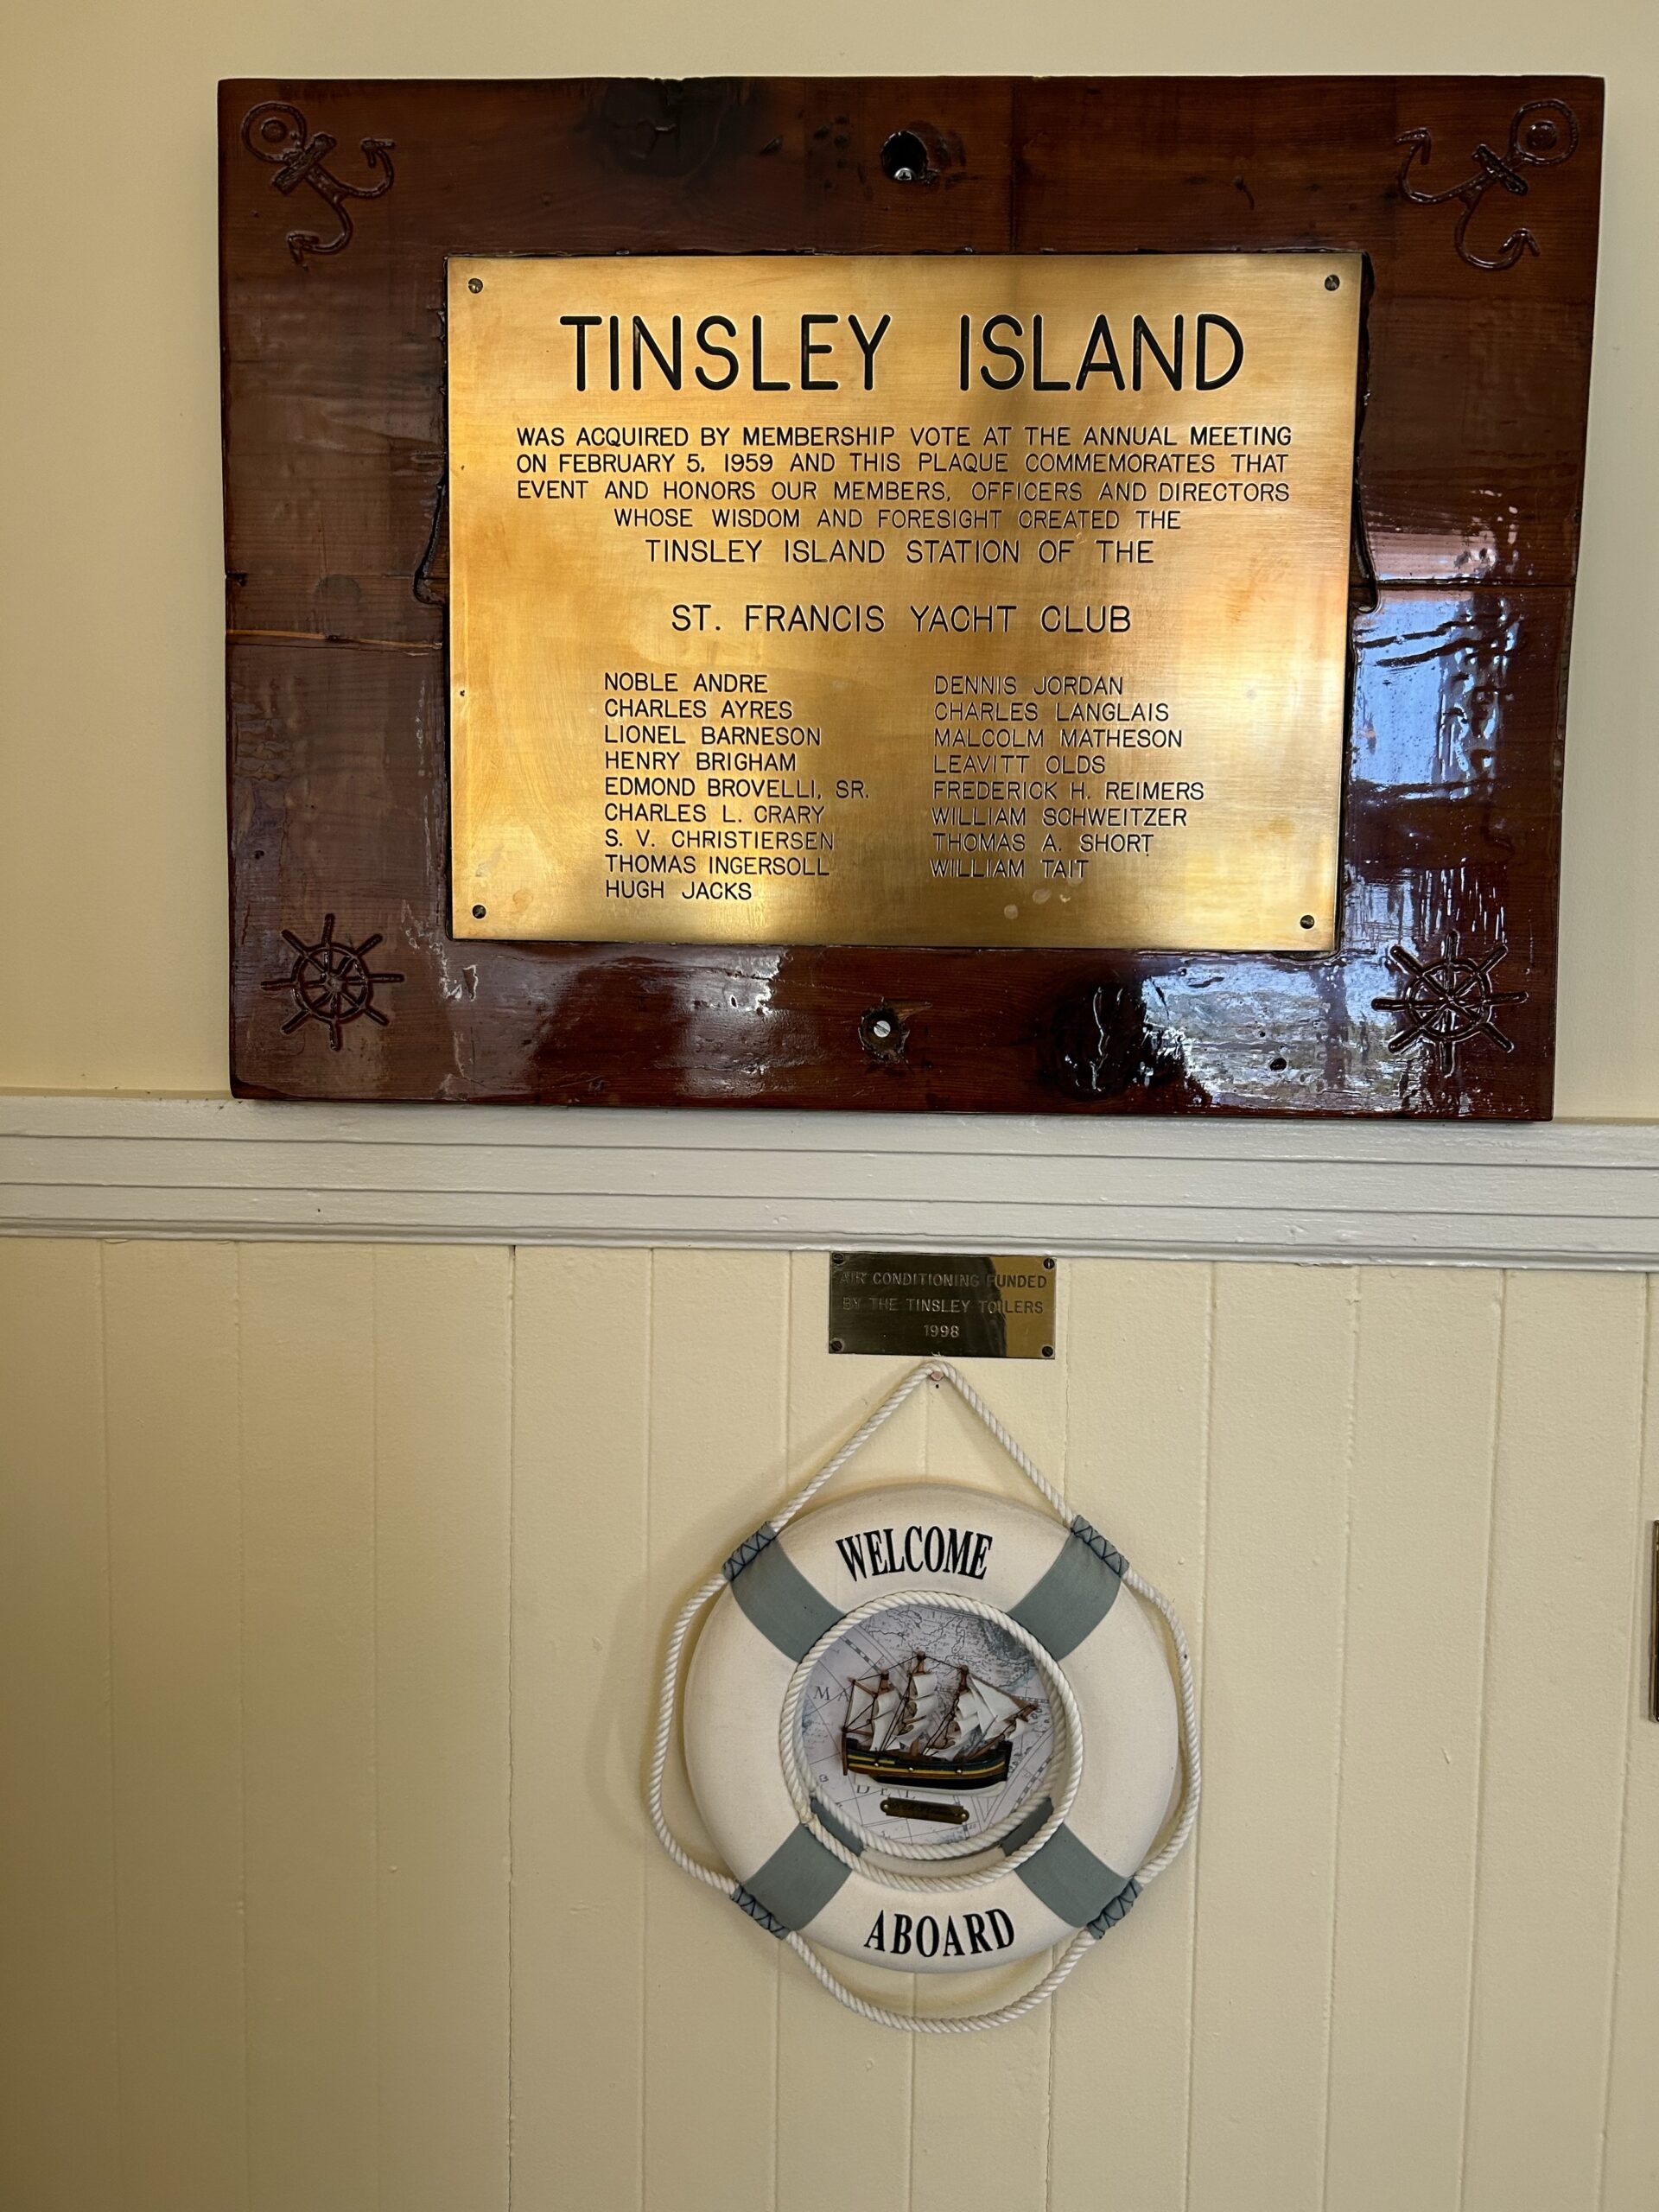 TINSLEY ISLAND
WAS ACQUIRED BY MEMBERSHIP VOTE AT THE ANNUAL MEETING
ON FEBRUARY 5, 1959 AND THIS PLAQUE COMMEMORATES THAT
EVENT AND HONORS OUR MEMBERS, OFFICERS AND DIRECTORS
WHOSE WISDOM AND FORESIGHT CREATED THE
TINSLEY ISLAND STATION OF THE
ST. FRANCIS YACHT CLUB
NOBLE ANDRE
CHARLES AYRES
LIONEL BARNESON
HENRY BRIGHAM
EDMOND BROVELLI, SR.
CHARLES L. CRARY
S. V. CHRISTIERSEN
THOMAS INGERSOLL
HUGH JACKS
DENNIS JORDAN
CHARLES LANGLAIS
MALCOLM MATHESON
LEAVITT OLDS
FREDERICK H. REIMERS
WILLIAM SCHWEITZER
THOMAS A. SHORT
WILLIAM TAIT
AIR CONDITIONING FUNDED
BY THE TINSLEY TOILERS
1998
WELCOME
ABOARD